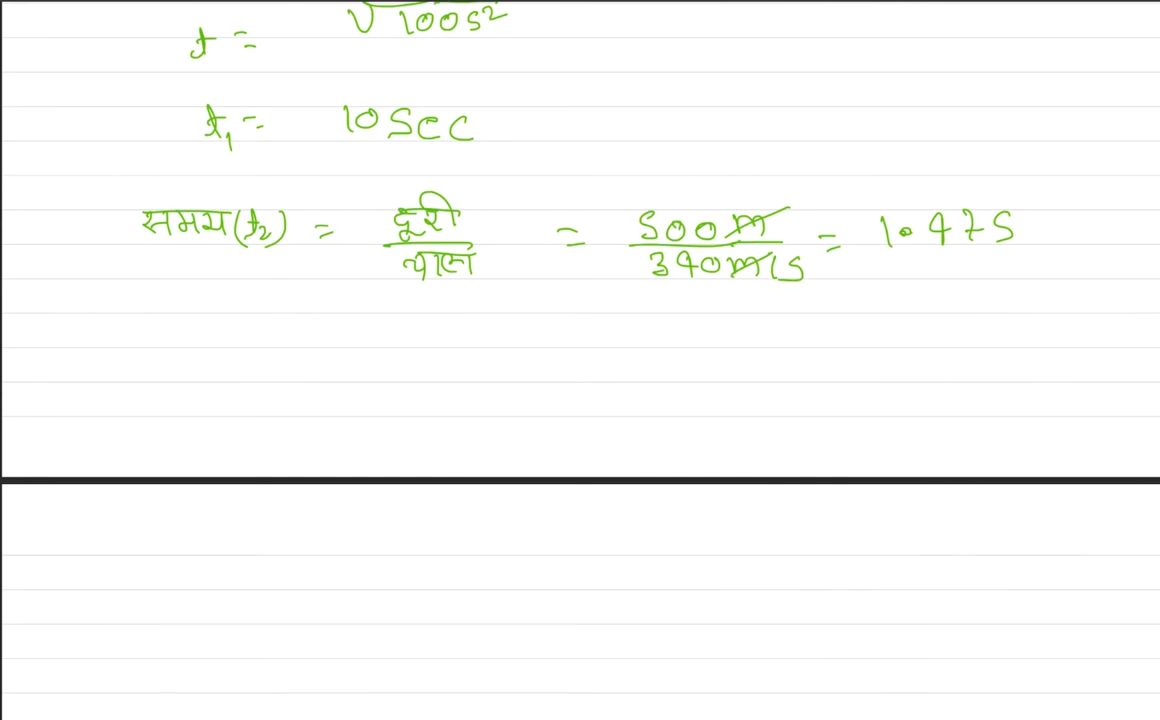 t = √100s²
t₁ = 10 Sec
समय(t₂) = दूरी/चाल = 500m/340m/s = 1.47s